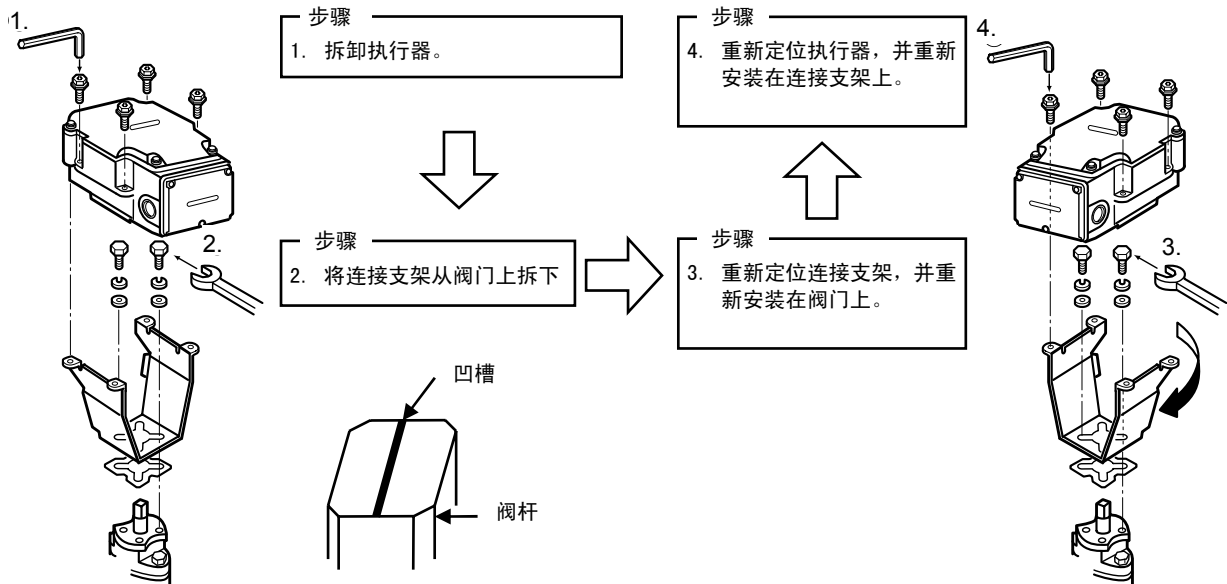 1.
步骤
1. 拆卸执行器。
2.
步骤
2. 将连接支架从阀门上拆下
步骤
3. 重新定位连接支架，并重
新安装在阀门上。
步骤
4. 重新定位执行器，并重新
安装在连接支架上。
4.
3.
凹槽
阀杆